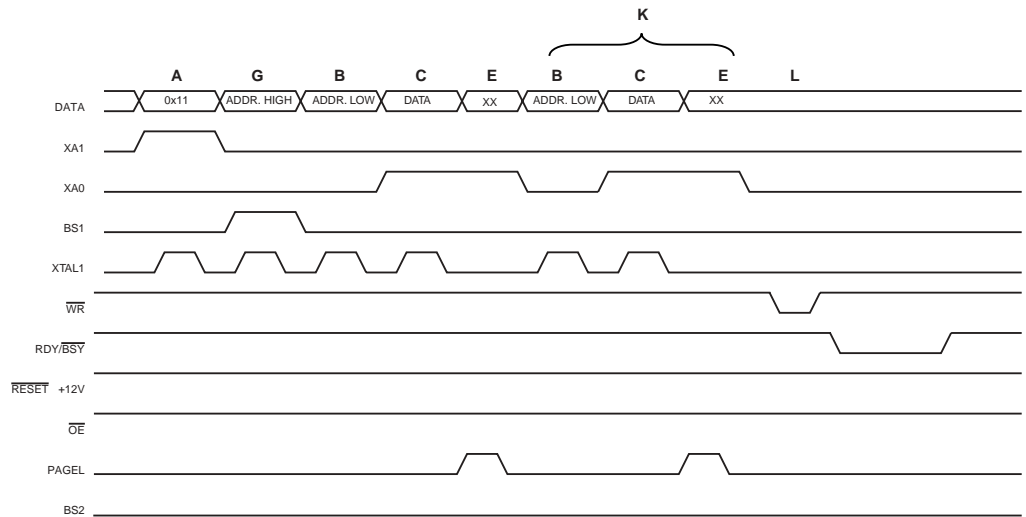 K
A G B C E B C E L
DATA 0x11 ADDR. HIGH ADDR. LOW DATA XX ADDR. LOW DATA XX
XA1
XA0
BS1
XTAL1
WR
RDY/BSY
RESET +12V
OE
PAGEL
BS2